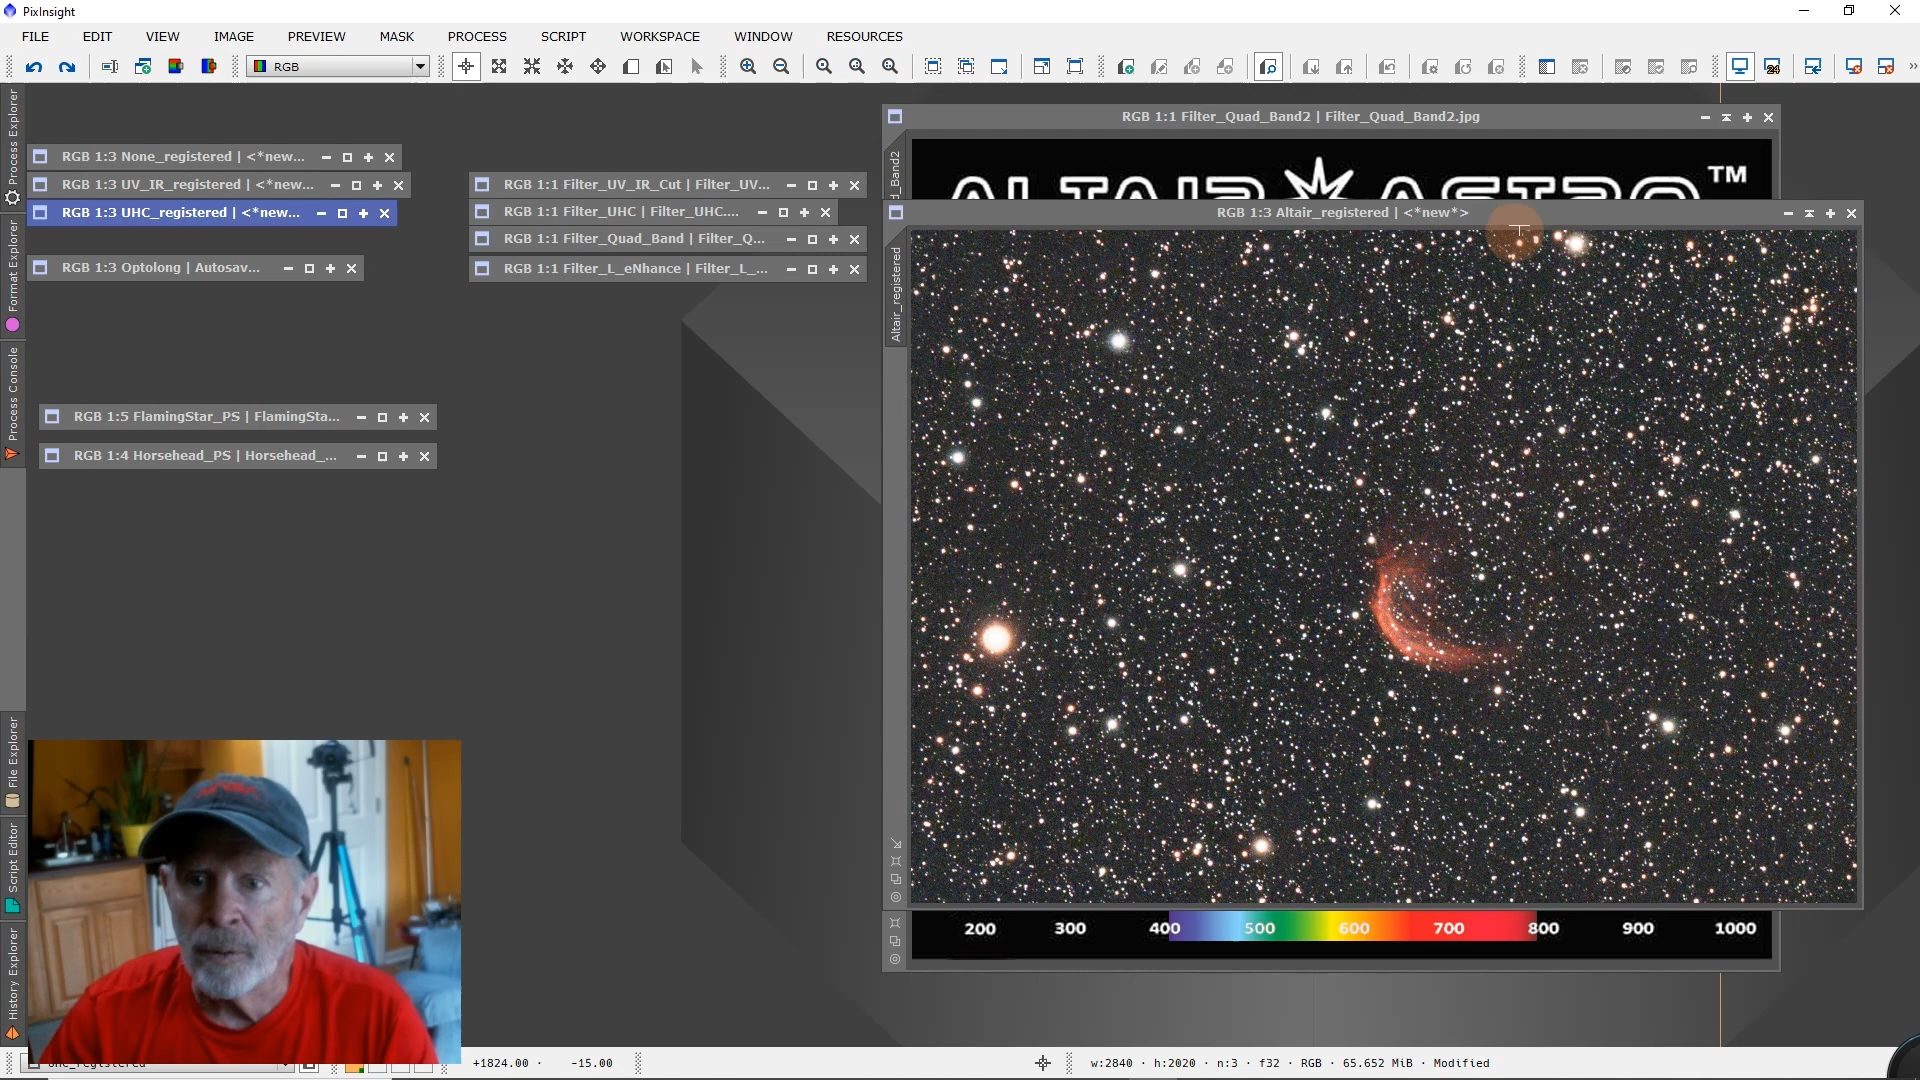 PixInsight
FILE EDIT VIEW IMAGE PREVIEW MASK PROCESS SCRIPT WORKSPACE WINDOW RESOURCES
RGB
24
Process Explorer
Format Explorer
Process Console
File Explorer
Script Editor
History Explorer
RGB 1:3 None_registered | <*new...
RGB 1:3 UV_IR_registered | <*new...
RGB 1:3 UHC_registered | <*new...
RGB 1:3 Optolong | Autosav...
RGB 1:5 FlamingStar_PS | FlamingSta...
RGB 1:4 Horsehead_PS | Horsehead_...
RGB 1:1 Filter_UV_IR_Cut | Filter_UV...
RGB 1:1 Filter_UHC | Filter_UHC....
RGB 1:1 Filter_Quad_Band | Filter_Q...
RGB 1:1 Filter_L_eNhance | Filter_L_...
RGB 1:1 Filter_Quad_Band2 | Filter_Quad_Band2.jpg
d_Band2
ALTAIR ASTRO ™
RGB 1:3 Altair_registered | <*new*>
Altair_registered
200 300 400 500 600 700 800 900 1000
+1824.00 · -15.00
w:2840 · h:2020 · n:3 · f32 · RGB · 65.652 MiB · Modified